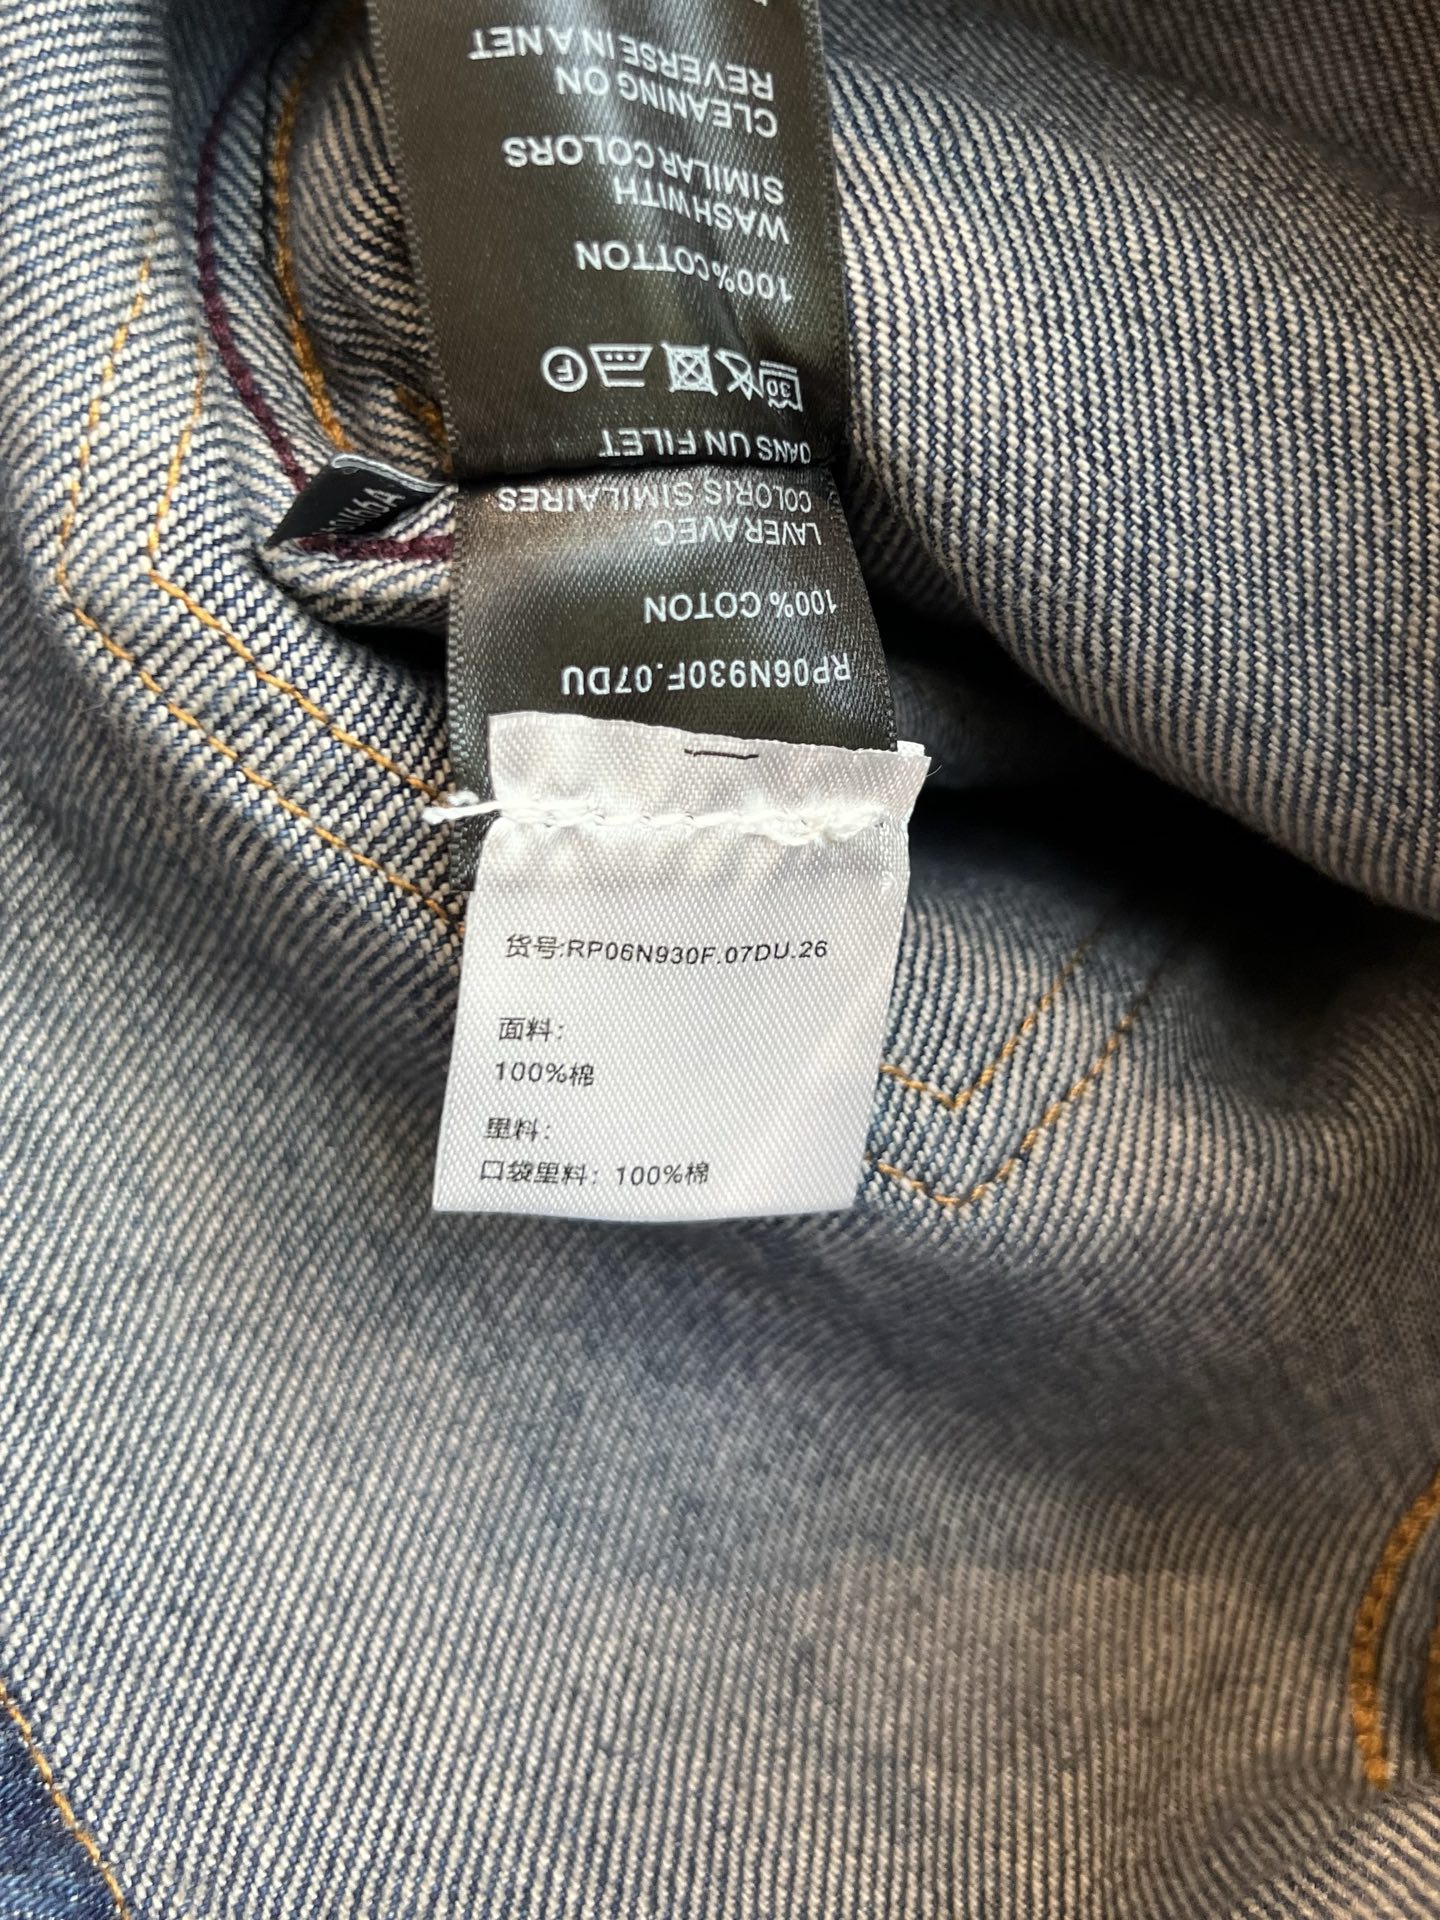 RP06N930F.07DU
100% COTON
LAVER AVEC
COLORIS SIMILAIRES
DANS UN FILET
30
F
100%COTTON
WASH WITH
SIMILAR COLORS
CLEANING ON
REVERSE IN A NET
货号:RP06N930F.07DU.26
面料：
100%棉
里料：
口袋里料：100%棉